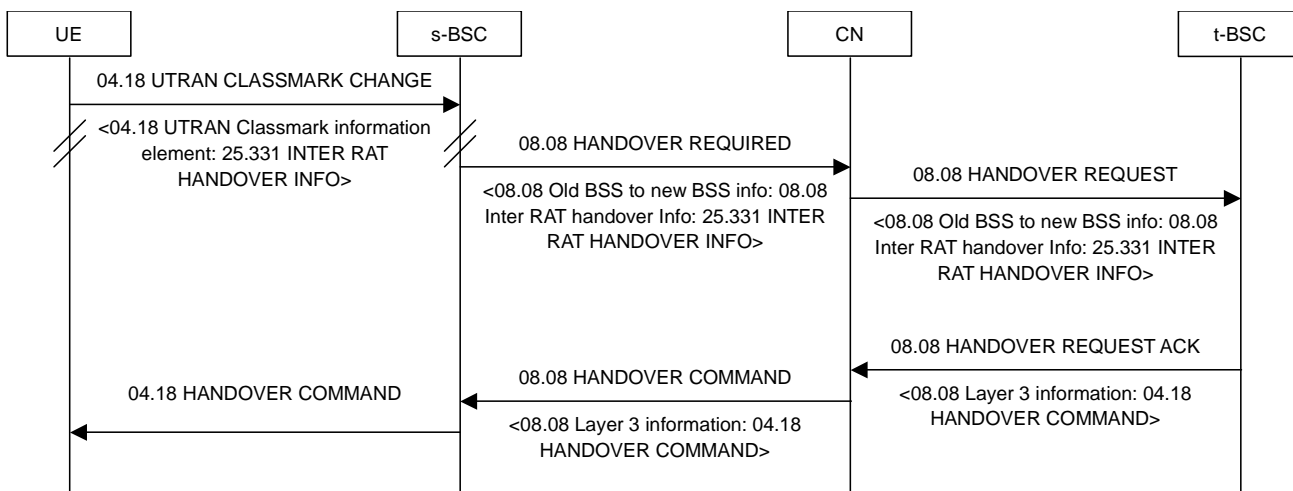 UE
s-BSC
CN
t-BSC
04.18 UTRAN CLASSMARK CHANGE
<04.18 UTRAN Classmark information
element: 25.331 INTER RAT
HANDOVER INFO>
08.08 HANDOVER REQUIRED
<08.08 Old BSS to new BSS info: 08.08
Inter RAT handover Info: 25.331 INTER
RAT HANDOVER INFO>
08.08 HANDOVER REQUEST
<08.08 Old BSS to new BSS info: 08.08
Inter RAT handover Info: 25.331 INTER
RAT HANDOVER INFO>
08.08 HANDOVER REQUEST ACK
<08.08 Layer 3 information: 04.18
HANDOVER COMMAND>
08.08 HANDOVER COMMAND
<08.08 Layer 3 information: 04.18
HANDOVER COMMAND>
04.18 HANDOVER COMMAND